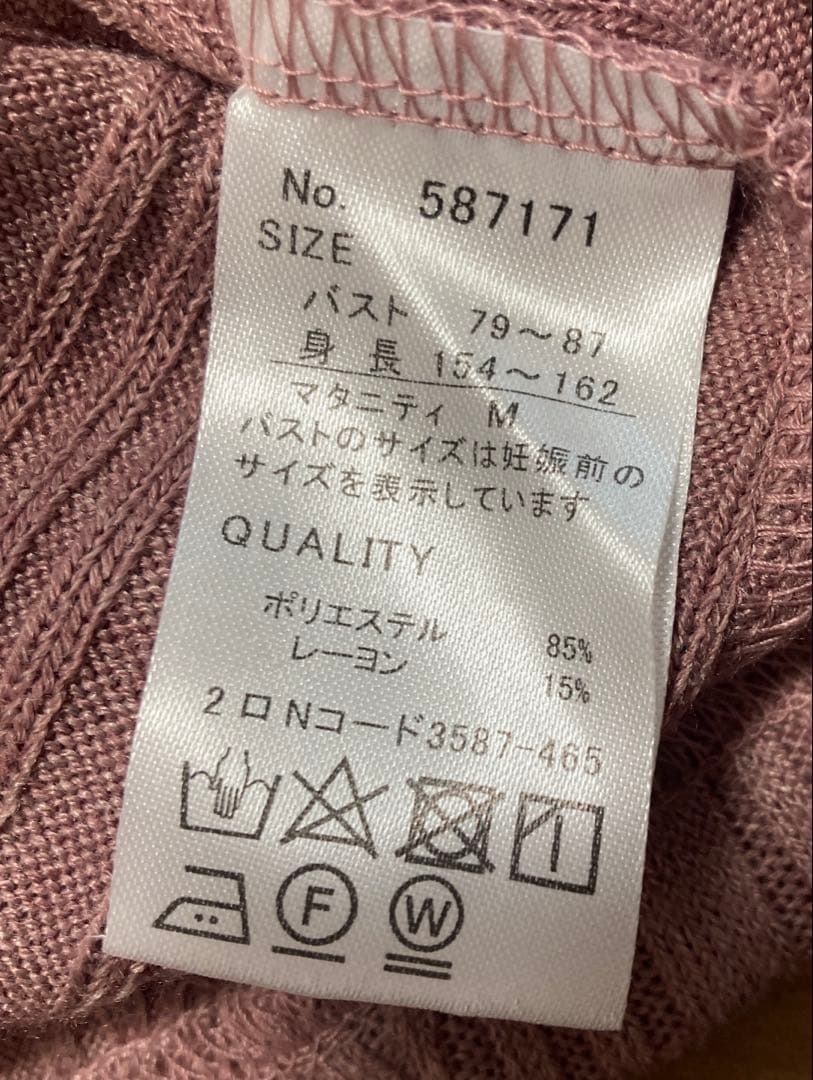 No. 587171
SIZE
バスト 79～87
身長 154～162
マタニティ M
バストのサイズは妊娠前の
サイズを表示しています
QUALITY
ポリエステル 85%
レーヨン 15%
2ロNコード3587-465
F W